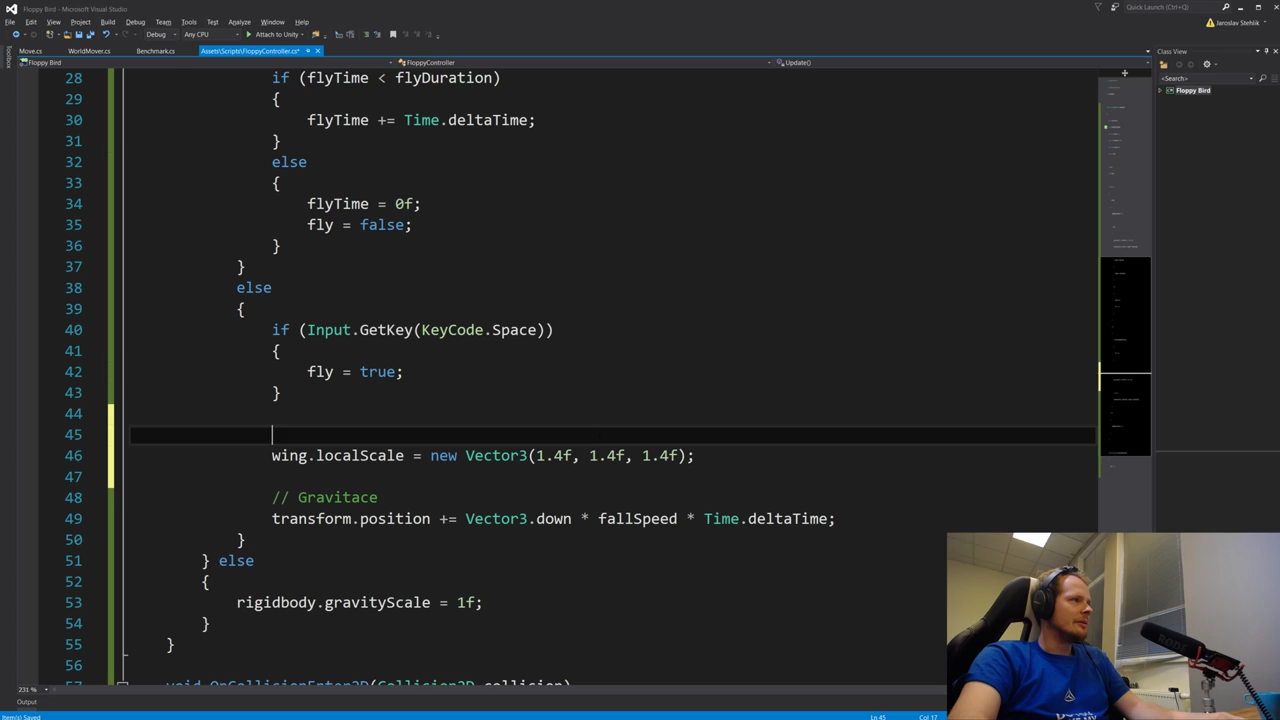 Floppy Bird - Microsoft Visual Studio
Quick Launch (Ctrl+Q)
File Edit View Project Build Debug Team Tools Test Analyze Window Help
Jaroslav Stehlik
Debug Any CPU Attach to Unity
Toolbox
Move.cs WorldMover.cs Benchmark.cs Assets\Scripts\FloppyController.cs*
Class View
Floppy Bird FloppyController Update()
<Search>
Floppy Bird
28 if (flyTime < flyDuration)
29 {
30 flyTime += Time.deltaTime;
31 }
32 else
33 {
34 flyTime = 0f;
35 fly = false;
36 }
37 }
38 else
39 {
40 if (Input.GetKey(KeyCode.Space))
41 {
42 fly = true;
43 }
44
45
46 wing.localScale = new Vector3(1.4f, 1.4f, 1.4f);
47
48 // Gravitace
49 transform.position += Vector3.down * fallSpeed * Time.deltaTime;
50 }
51 } else
52 {
53 rigidbody.gravityScale = 1f;
54 }
55 }
56
57 void OnCollisionEnter2D(Collision2D collision)
231 %
Output
Item(s) Saved
Ln 45 Col 17
RODE